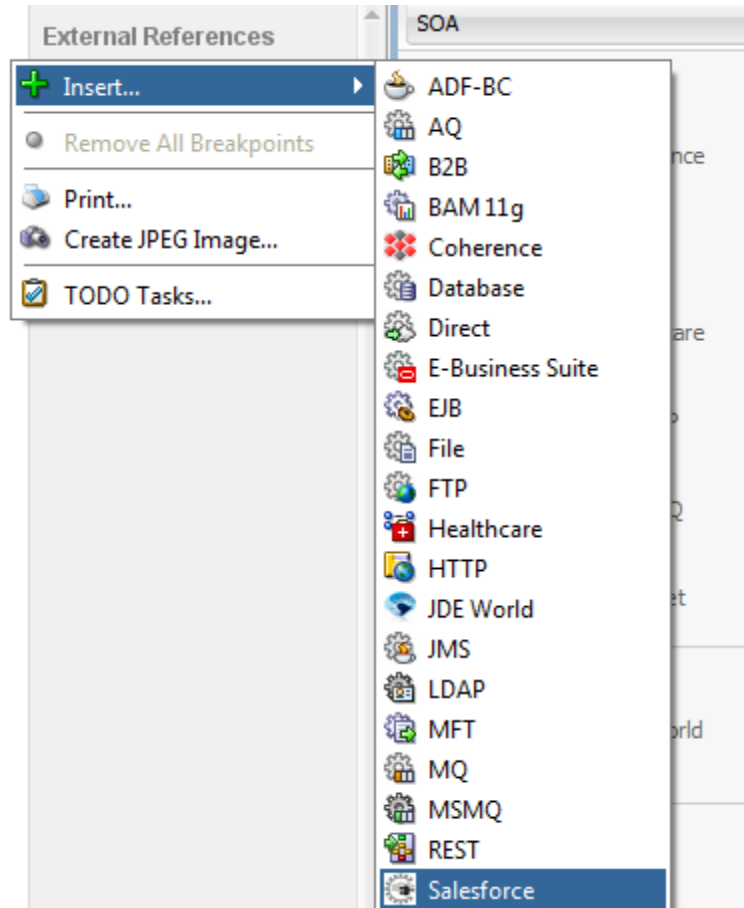 External References
SOA
Insert...
Remove All Breakpoints
Print...
Create JPEG Image...
TODO Tasks...
ADF-BC
AQ
B2B
BAM 11g
Coherence
Database
Direct
E-Business Suite
EJB
File
FTP
Healthcare
HTTP
JDE World
JMS
LDAP
MFT
MQ
MSMQ
REST
Salesforce